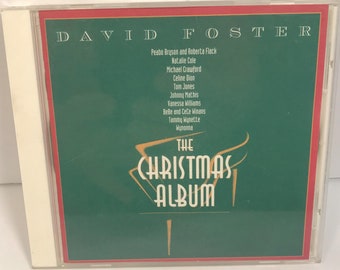 DAVID FOSTER
Peabo Bryson and Roberta Flack
Natalie Cole
Michael Crawford
Celine Dion
Tom Jones
Johnny Mathis
Vanessa Williams
BeBe and CeCe Winans
Tammy Wynette
Wynonna
THE
CHRISTMAS
ALBUM